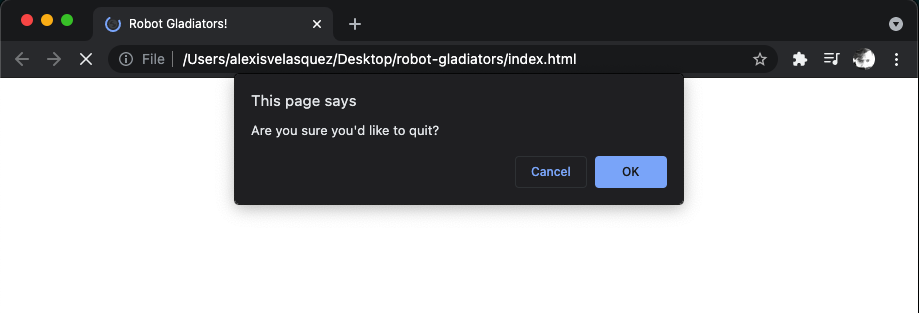 Robot Gladiators!
File /Users/alexisvelasquez/Desktop/robot-gladiators/index.html
This page says
Are you sure you'd like to quit?
Cancel OK